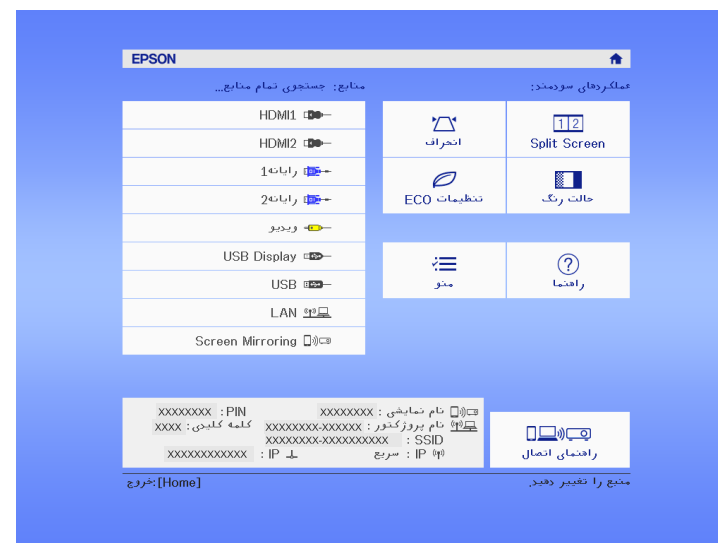 EPSON
عملکردهای سودمند:
منابع: جستجوی تمام منابع...
انحراف
Split Screen
تنظیمات ECO
حالت رنگ
منو
راهنما
HDMI1
HDMI2
رایانه1
رایانه2
ویدیو
USB Display
USB
LAN
Screen Mirroring
نام نمایشی : XXXXXXXX PIN : XXXXXXXX
نام پروژکتور : XXXXXXXX-XXXXXX کلمه کلیدی: XXXX
SSID : XXXXXXXX-XXXXXXXXXX
IP : سریع IP : XXXXXXXXXXXX
راهنمای اتصال
منبع را تغییر دهید.
[Home]:خروج